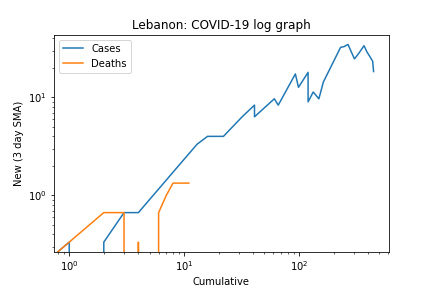 Lebanon: COVID-19 log graph
Cases
Deaths
New (3 day SMA)
10¹
10⁰
10⁰ 10¹ 10²
Cumulative